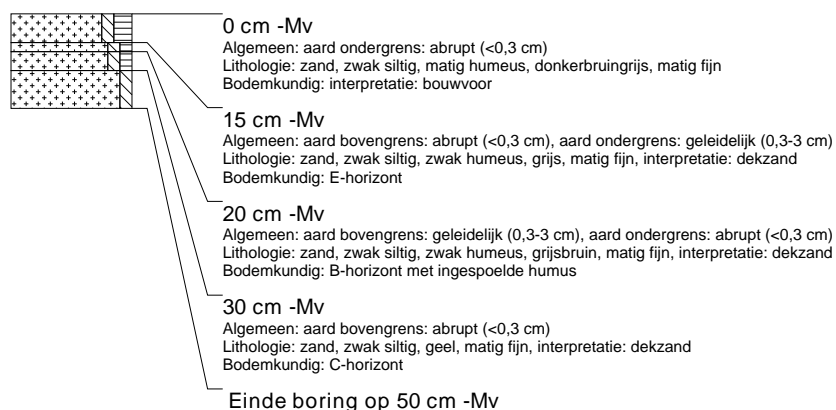 0 cm -Mv
Algemeen: aard ondergrens: abrupt (<0,3 cm)
Lithologie: zand, zwak siltig, matig humeus, donkerbruingrijs, matig fijn
Bodemkundig: interpretatie: bouwvoor
15 cm -Mv
Algemeen: aard bovengrens: abrupt (<0,3 cm), aard ondergrens: geleidelijk (0,3-3 cm)
Lithologie: zand, zwak siltig, zwak humeus, grijs, matig fijn, interpretatie: dekzand
Bodemkundig: E-horizont
20 cm -Mv
Algemeen: aard bovengrens: geleidelijk (0,3-3 cm), aard ondergrens: abrupt (<0,3 cm)
Lithologie: zand, zwak siltig, zwak humeus, grijsbruin, matig fijn, interpretatie: dekzand
Bodemkundig: B-horizont met ingespoelde humus
30 cm -Mv
Algemeen: aard bovengrens: abrupt (<0,3 cm)
Lithologie: zand, zwak siltig, geel, matig fijn, interpretatie: dekzand
Bodemkundig: C-horizont
Einde boring op 50 cm -Mv